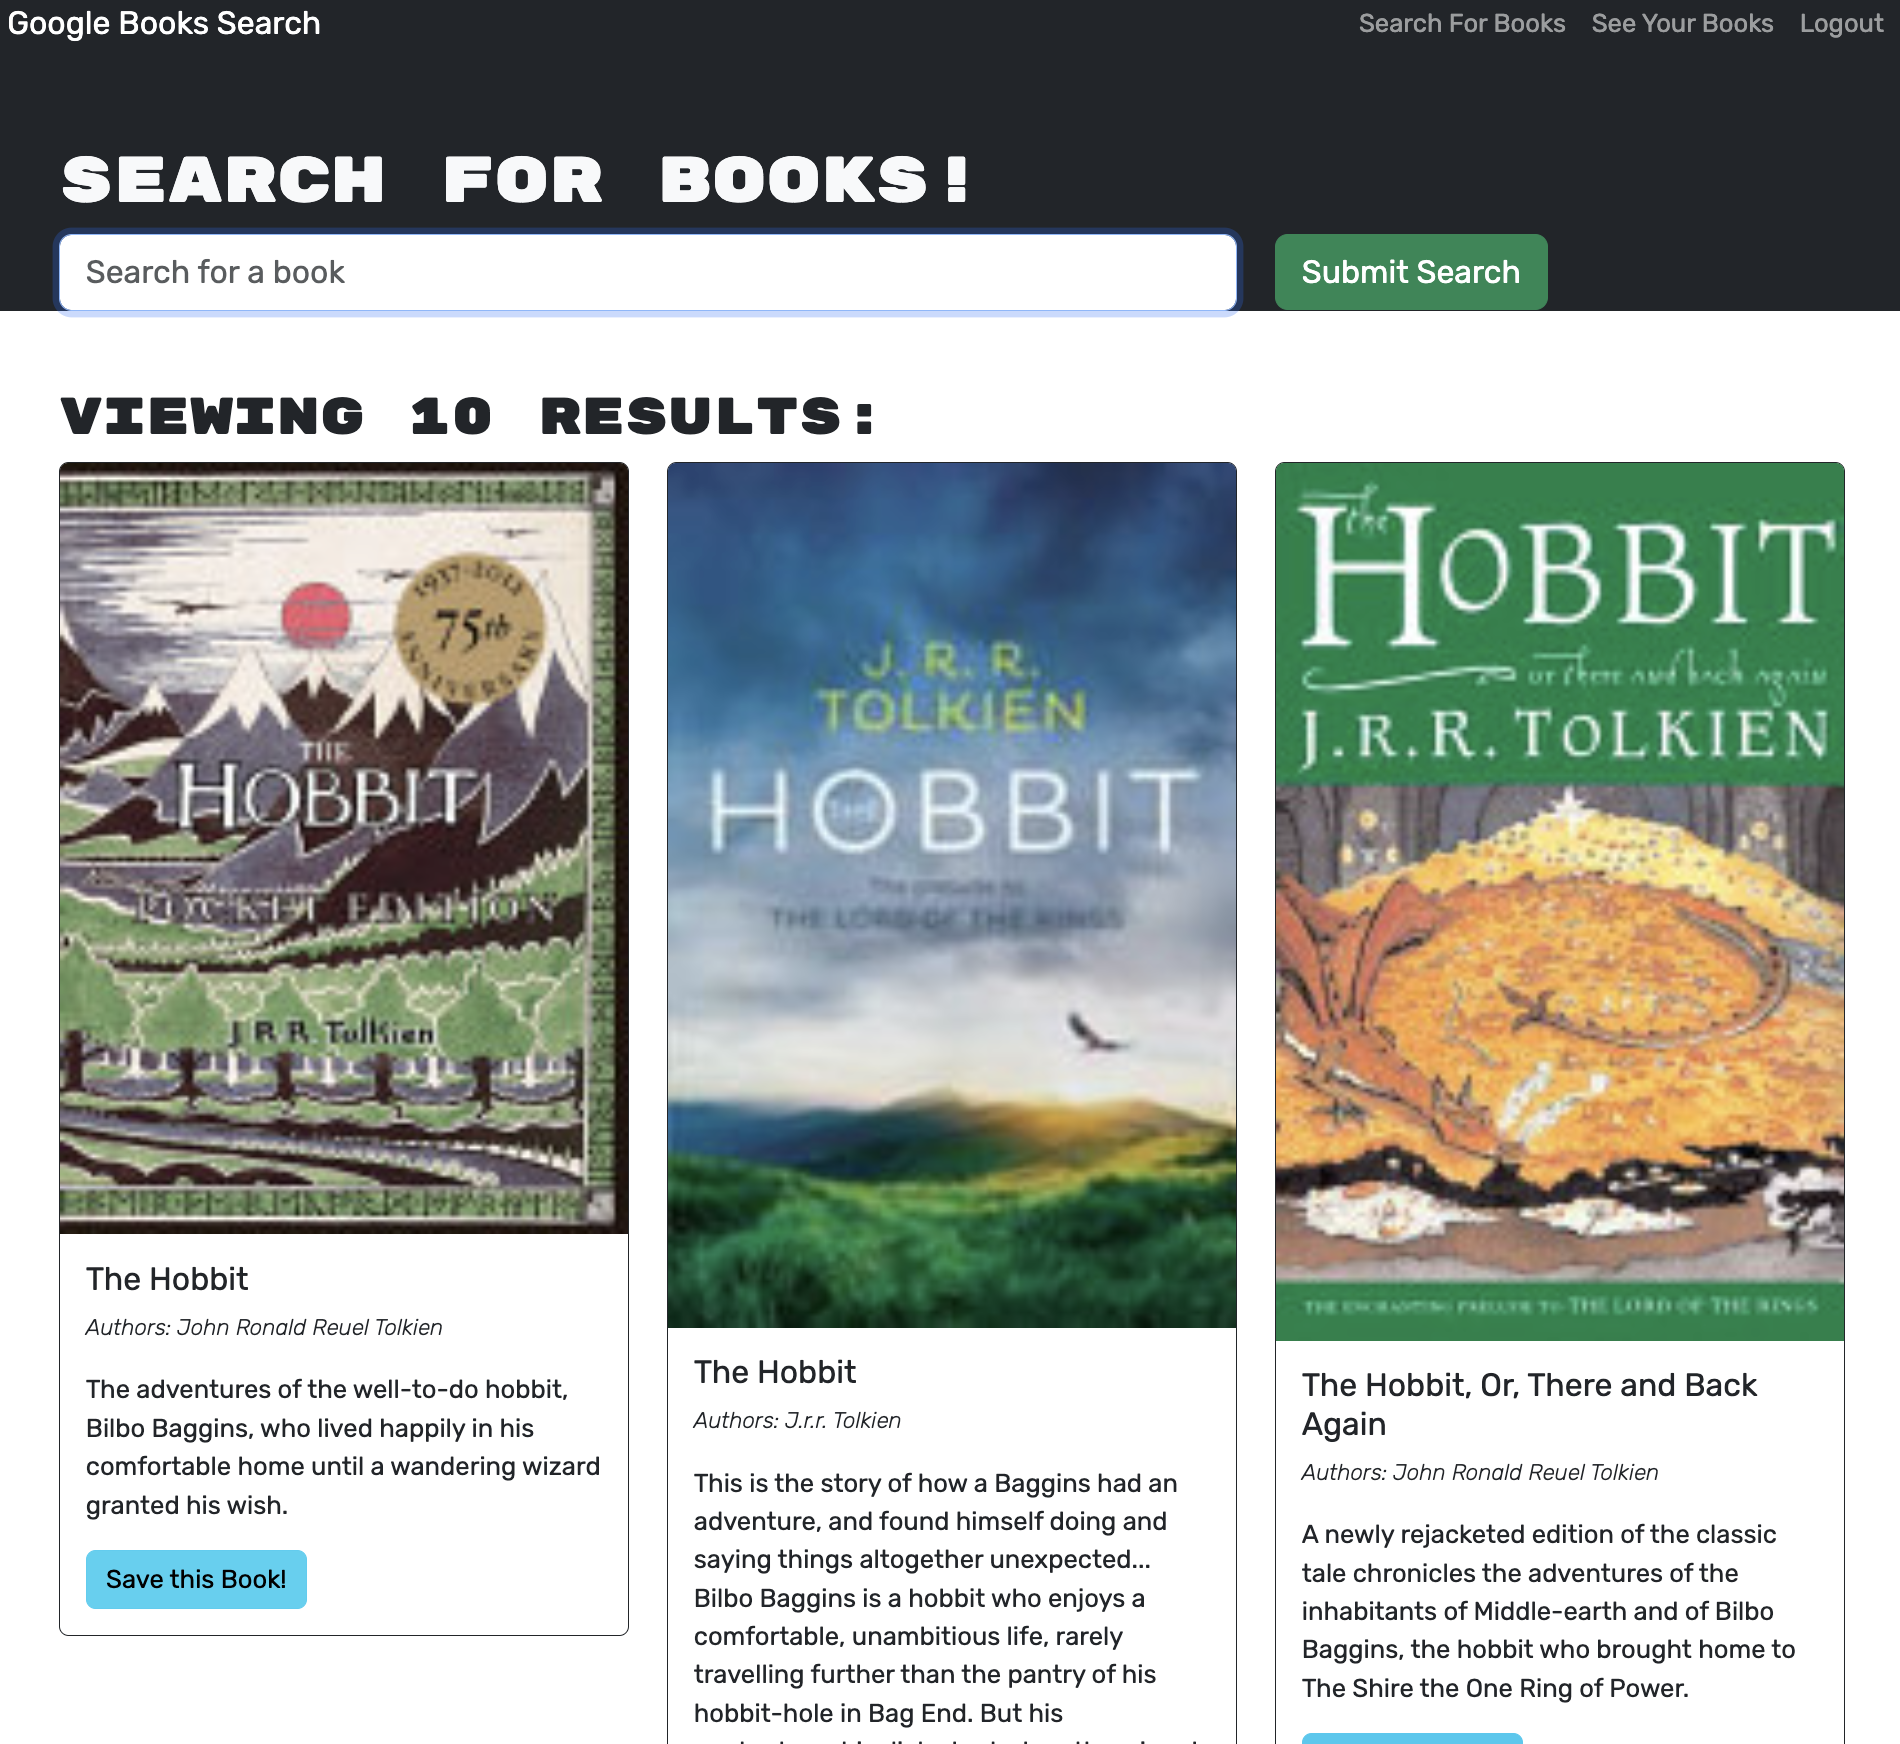 Google Books Search
Search For Books See Your Books Logout
SEARCH FOR BOOKS!
Search for a book
Submit Search
VIEWING 10 RESULTS:
1937-2012
75th
ANNIVERSARY
THE
HOBBIT
POCKET EDITION
J R R Tolkien
The Hobbit
Authors: John Ronald Reuel Tolkien
The adventures of the well-to-do hobbit,
Bilbo Baggins, who lived happily in his
comfortable home until a wandering wizard
granted his wish.
Save this Book!
J. R. R.
TOLKIEN
THE
HOBBIT
The prelude to
THE LORD OF THE RINGS
The Hobbit
Authors: J.r.r. Tolkien
This is the story of how a Baggins had an
adventure, and found himself doing and
saying things altogether unexpected...
Bilbo Baggins is a hobbit who enjoys a
comfortable, unambitious life, rarely
travelling further than the pantry of his
hobbit-hole in Bag End. But his
the
HOBBIT
or there and back again
J.R.R. TOLKIEN
THE ENCHANTING PRELUDE TO THE LORD OF THE RINGS
The Hobbit, Or, There and Back
Again
Authors: John Ronald Reuel Tolkien
A newly rejacketed edition of the classic
tale chronicles the adventures of the
inhabitants of Middle-earth and of Bilbo
Baggins, the hobbit who brought home to
The Shire the One Ring of Power.